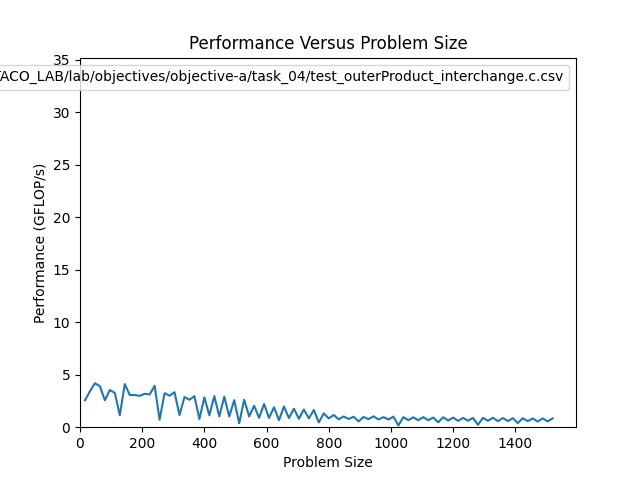 Performance Versus Problem Size
TACO_LAB/lab/objectives/objective-a/task_04/test_outerProduct_interchange.c.csv
35
30
25
20
15
10
5
0
Performance (GFLOP/s)
0 200 400 600 800 1000 1200 1400
Problem Size